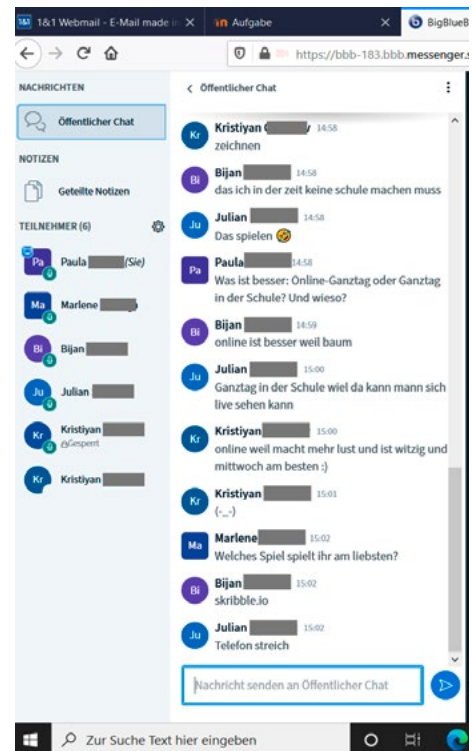 1&1 Webmail - E-Mail made in
Aufgabe
BigBlueB
https://bbb-183.bbb.messenger.s
NACHRICHTEN
Öffentlicher Chat
NOTIZEN
Geteilte Notizen
TEILNEHMER (6)
Pa Paula (Sie)
Ma Marlene
Bi Bijan
Ju Julian
Kr Kristiyan
Gesperrt
Kr Kristiyan
Öffentlicher Chat
Kr Kristiyan 14:58
zeichnen
Bi Bijan 14:58
das ich in der zeit keine schule machen muss
Ju Julian 14:58
Das spielen 🤣
Pa Paula 14:58
Was ist besser: Online-Ganztag oder Ganztag
in der Schule? Und wieso?
Bi Bijan 14:59
online ist besser weil baum
Ju Julian 15:00
Ganztag in der Schule wiel da kann mann sich
live sehen kann
Kr Kristiyan 15:00
online weil macht mehr lust und ist witzig und
mittwoch am besten :)
Kr Kristiyan 15:01
(-_-)
Ma Marlene 15:02
Welches Spiel spielt ihr am liebsten?
Bi Bijan 15:02
skribble.io
Ju Julian 15:02
Telefon streich
Nachricht senden an Öffentlicher Chat
Zur Suche Text hier eingeben